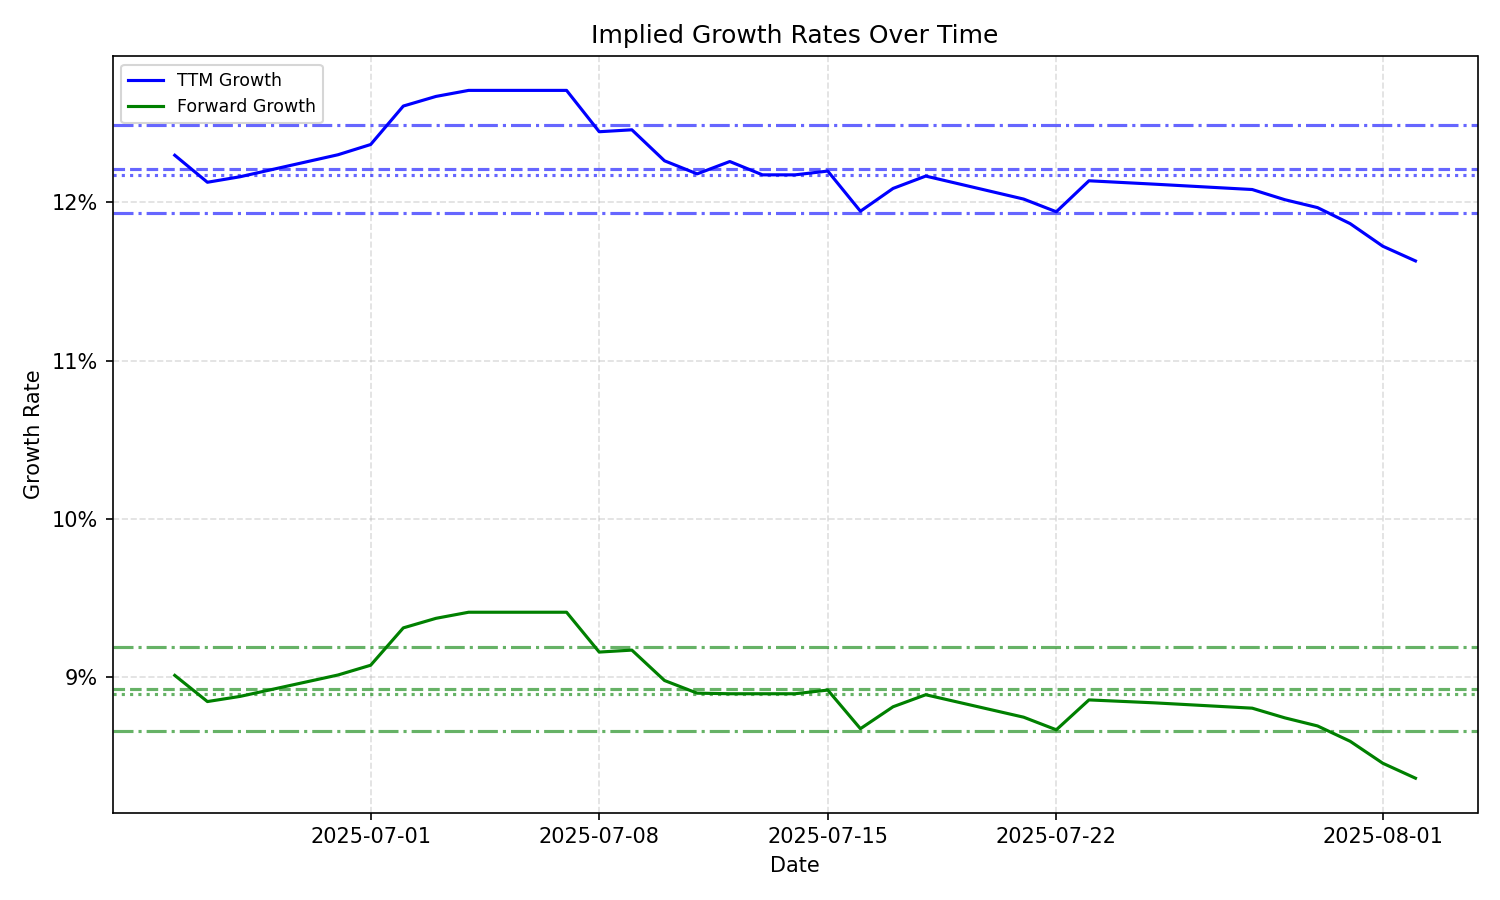 Implied Growth Rates Over Time
TTM Growth
Forward Growth
12%
11%
10%
9%
Growth Rate
2025-07-01
2025-07-08
2025-07-15
2025-07-22
2025-08-01
Date